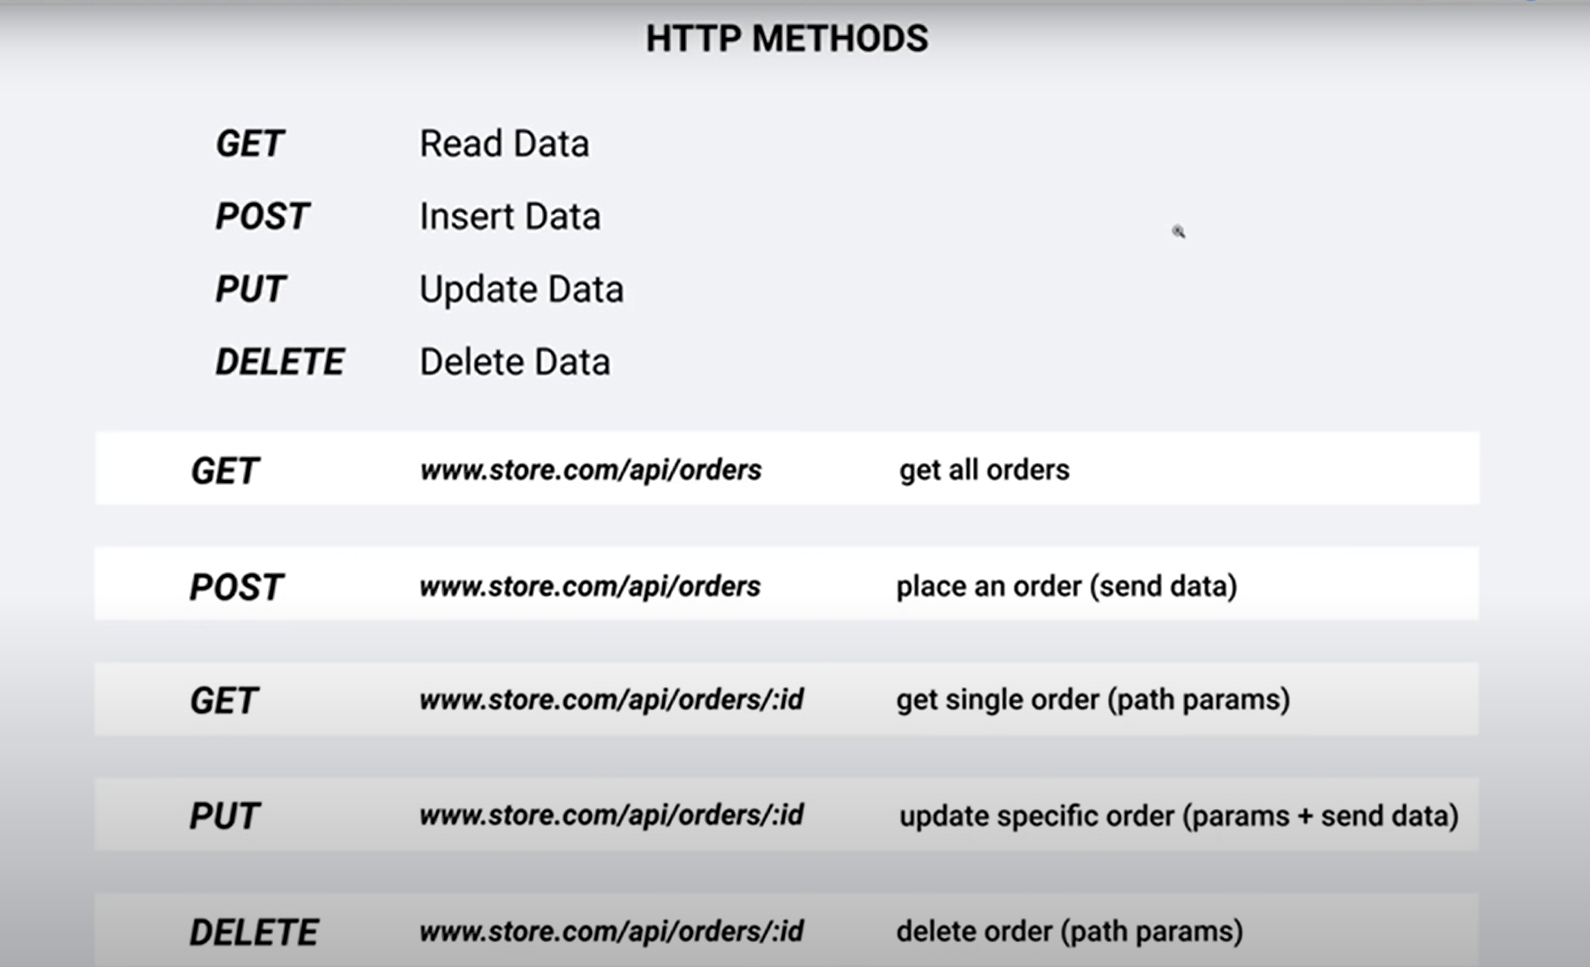 HTTP METHODS
GET Read Data
POST Insert Data
PUT Update Data
DELETE Delete Data
GET www.store.com/api/orders get all orders
POST www.store.com/api/orders place an order (send data)
GET www.store.com/api/orders/:id get single order (path params)
PUT www.store.com/api/orders/:id update specific order (params + send data)
DELETE www.store.com/api/orders/:id delete order (path params)